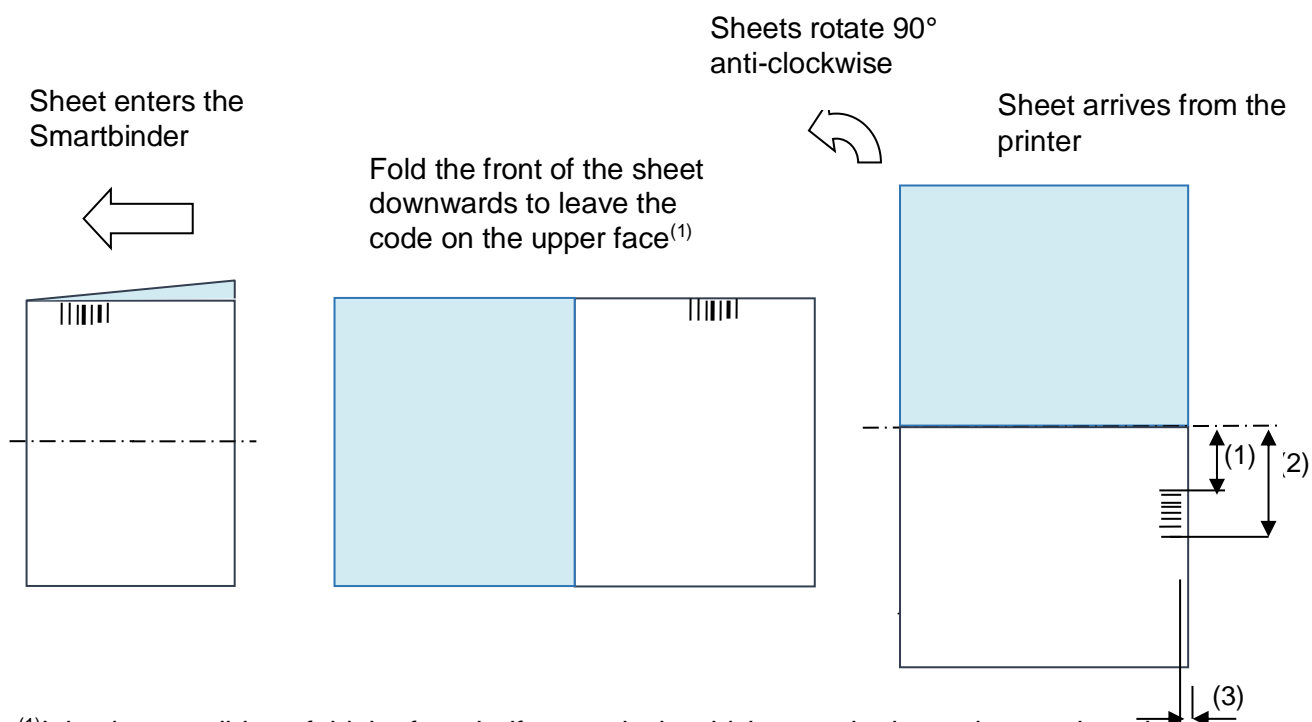 Sheets rotate 90°
anti-clockwise
Sheet enters the
Smartbinder
Sheet arrives from the
printer
Fold the front of the sheet
downwards to leave the
code on the upper face(1)
(1)
(2)
(3)